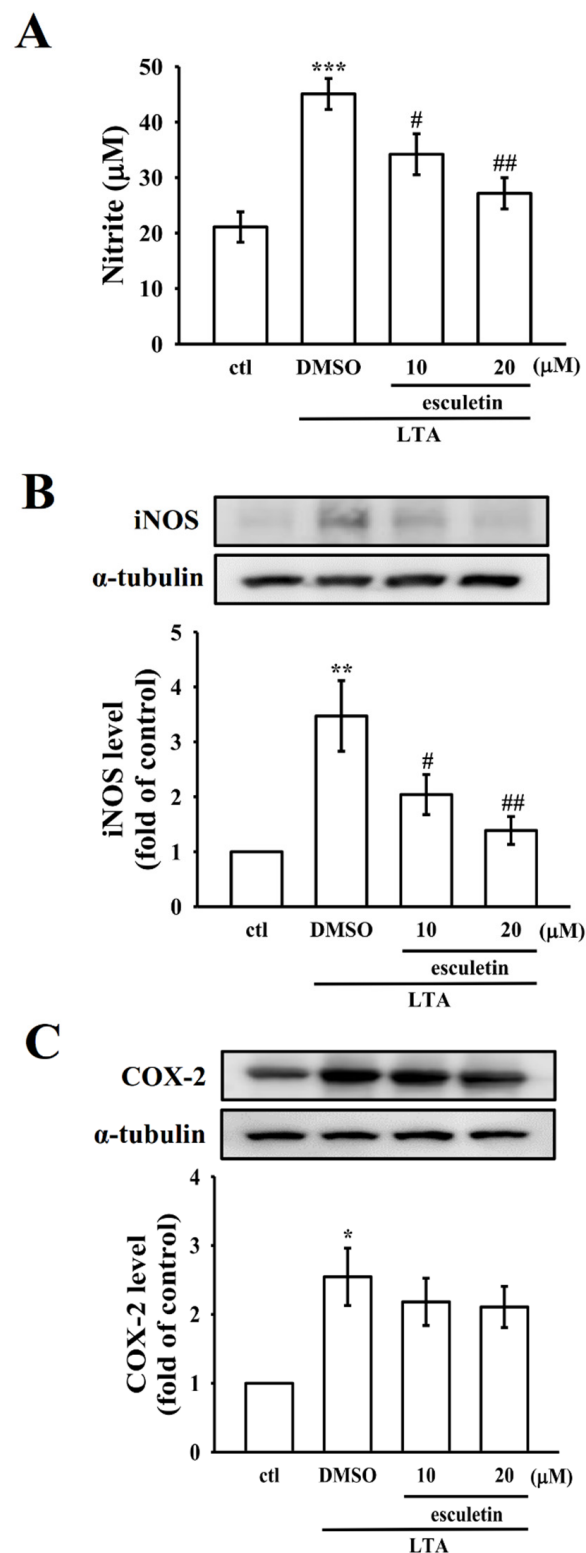 A
Nitrite (μM)
50
40
30
20
10
0
***
#
##
ctl DMSO 10 20 (μM)
esculetin
LTA
B
iNOS
α-tubulin
iNOS level
(fold of control)
5
4
3
2
1
0
**
#
##
ctl DMSO 10 20 (μM)
esculetin
LTA
C
COX-2
α-tubulin
COX-2 level
(fold of control)
4
3
2
1
0
*
ctl DMSO 10 20 (μM)
esculetin
LTA